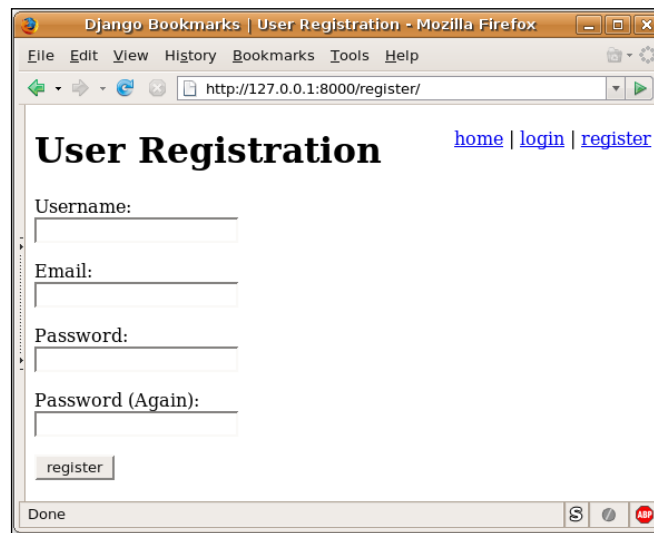 Django Bookmarks | User Registration - Mozilla Firefox
File Edit View History Bookmarks Tools Help
http://127.0.0.1:8000/register/
User Registration
home | login | register
Username:
Email:
Password:
Password (Again):
register
Done
S
ABP